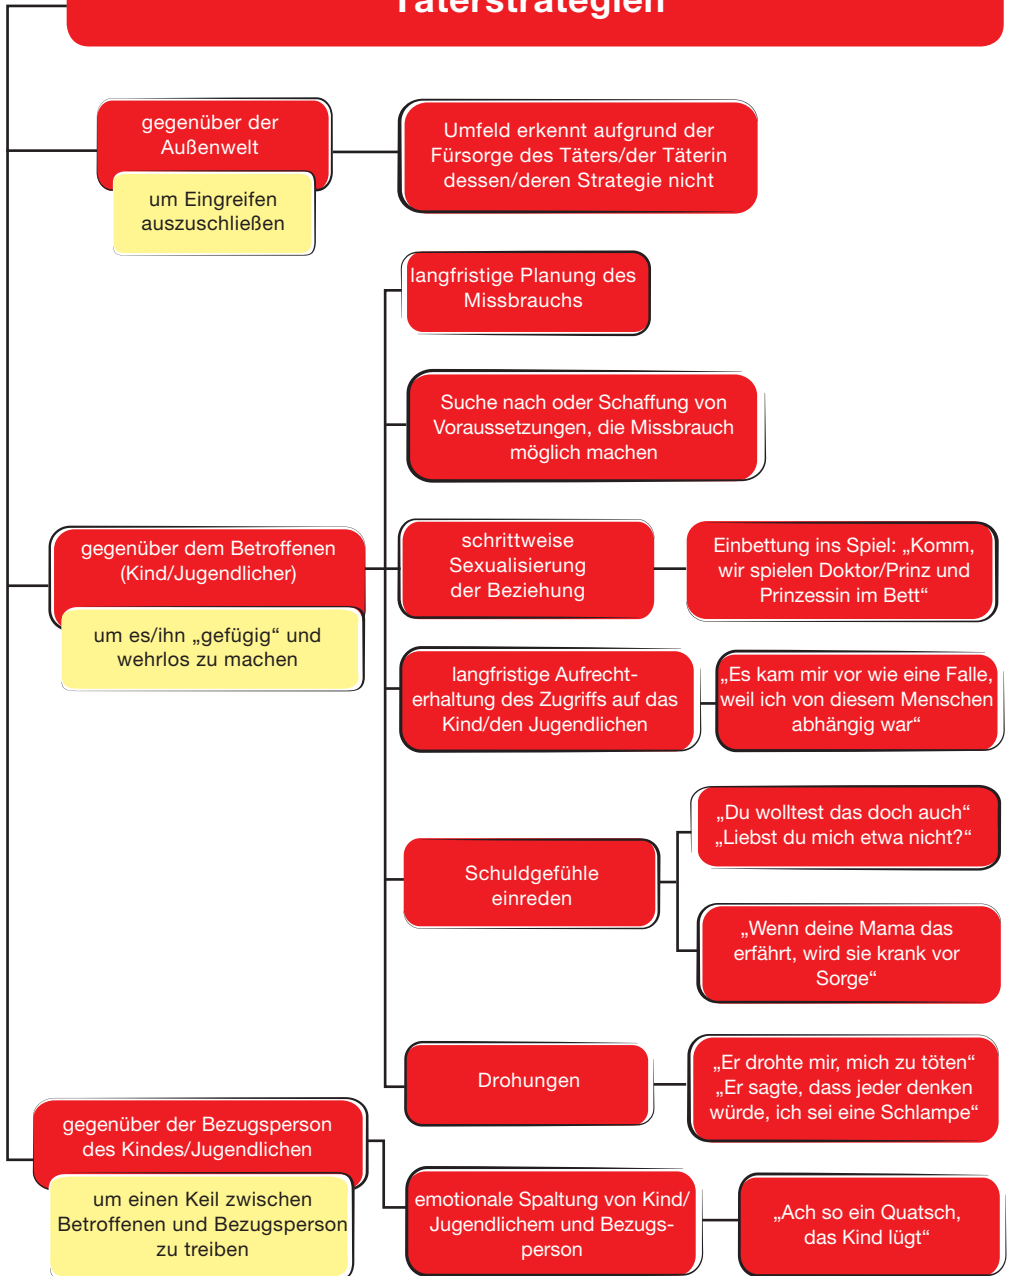 Täterstrategien
gegenüber der
Außenwelt
um Eingreifen
auszuschließen
Umfeld erkennt aufgrund der
Fürsorge des Täters/der Täterin
dessen/deren Strategie nicht
langfristige Planung des
Missbrauchs
Suche nach oder Schaffung von
Voraussetzungen, die Missbrauch
möglich machen
gegenüber dem Betroffenen
(Kind/Jugendlicher)
um es/ihn „gefügig“ und
wehrlos zu machen
schrittweise
Sexualisierung
der Beziehung
Einbettung ins Spiel: „Komm,
wir spielen Doktor/Prinz und
Prinzessin im Bett“
langfristige Aufrecht-
erhaltung des Zugriffs auf das
Kind/den Jugendlichen
„Es kam mir vor wie eine Falle,
weil ich von diesem Menschen
abhängig war“
Schuldgefühle
einreden
„Du wolltest das doch auch“
„Liebst du mich etwa nicht?“
„Wenn deine Mama das
erfährt, wird sie krank vor
Sorge“
Drohungen
„Er drohte mir, mich zu töten“
„Er sagte, dass jeder denken
würde, ich sei eine Schlampe“
gegenüber der Bezugsperson
des Kindes/Jugendlichen
um einen Keil zwischen
Betroffenen und Bezugsperson
zu treiben
emotionale Spaltung von Kind/
Jugendlichem und Bezugs-
person
„Ach so ein Quatsch,
das Kind lügt“